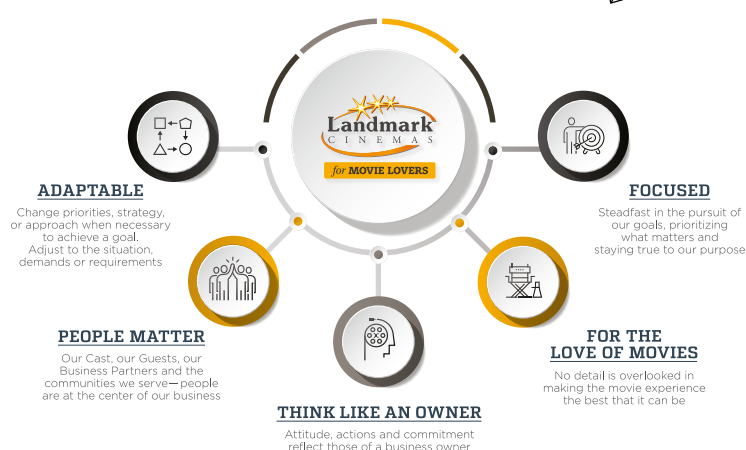 Landmark
CINEMAS
for MOVIE LOVERS
ADAPTABLE
Change priorities, strategy,
or approach when necessary
to achieve a goal.
Adjust to the situation,
demands or requirements
FOCUSED
Steadfast in the pursuit of
our goals, prioritizing
what matters and
staying true to our purpose
PEOPLE MATTER
Our Cast, our Guests, our
Business Partners and the
communities we serve—people
are at the center of our business
FOR THE
LOVE OF MOVIES
No detail is overlooked in
making the movie experience
the best that it can be
THINK LIKE AN OWNER
Attitude, actions and commitment
reflect those of a business owner